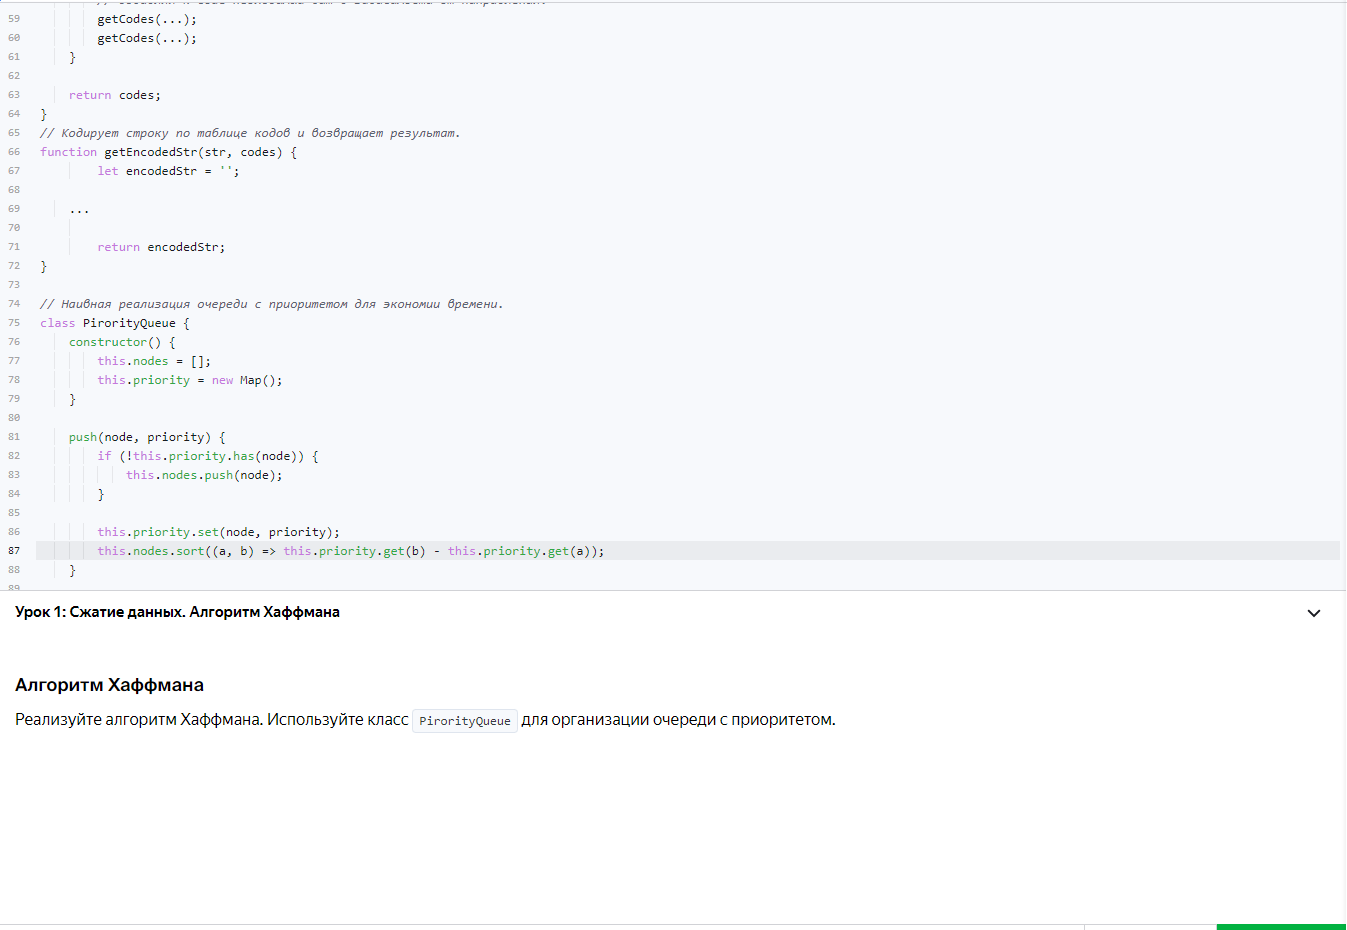 59 getCodes(...);
60 getCodes(...);
61 }
62
63 return codes;
64 }
65 // Кодирует строку по таблице кодов и возвращает результат.
66 function getEncodedStr(str, codes) {
67 let encodedStr = '';
68
69 ...
70
71 return encodedStr;
72 }
73
74 // Наивная реализация очереди с приоритетом для экономии времени.
75 class PirorityQueue {
76 constructor() {
77 this.nodes = [];
78 this.priority = new Map();
79 }
80
81 push(node, priority) {
82 if (!this.priority.has(node)) {
83 this.nodes.push(node);
84 }
85
86 this.priority.set(node, priority);
87 this.nodes.sort((a, b) => this.priority.get(b) - this.priority.get(a));
88 }
89
Урок 1: Сжатие данных. Алгоритм Хаффмана
Алгоритм Хаффмана
Реализуйте алгоритм Хаффмана. Используйте класс PirorityQueue для организации очереди с приоритетом.